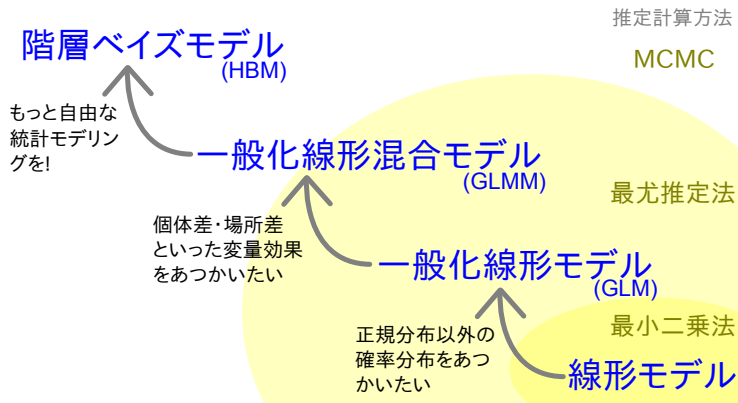 推定計算方法
階層ベイズモデル
(HBM)
MCMC
もっと自由な
統計モデリン
グを!
一般化線形混合モデル
(GLMM)
最尤推定法
個体差・場所差
といった変量効果
をあつかいたい
一般化線形モデル
(GLM)
最小二乗法
正規分布以外の
確率分布をあつ
かいたい
線形モデル